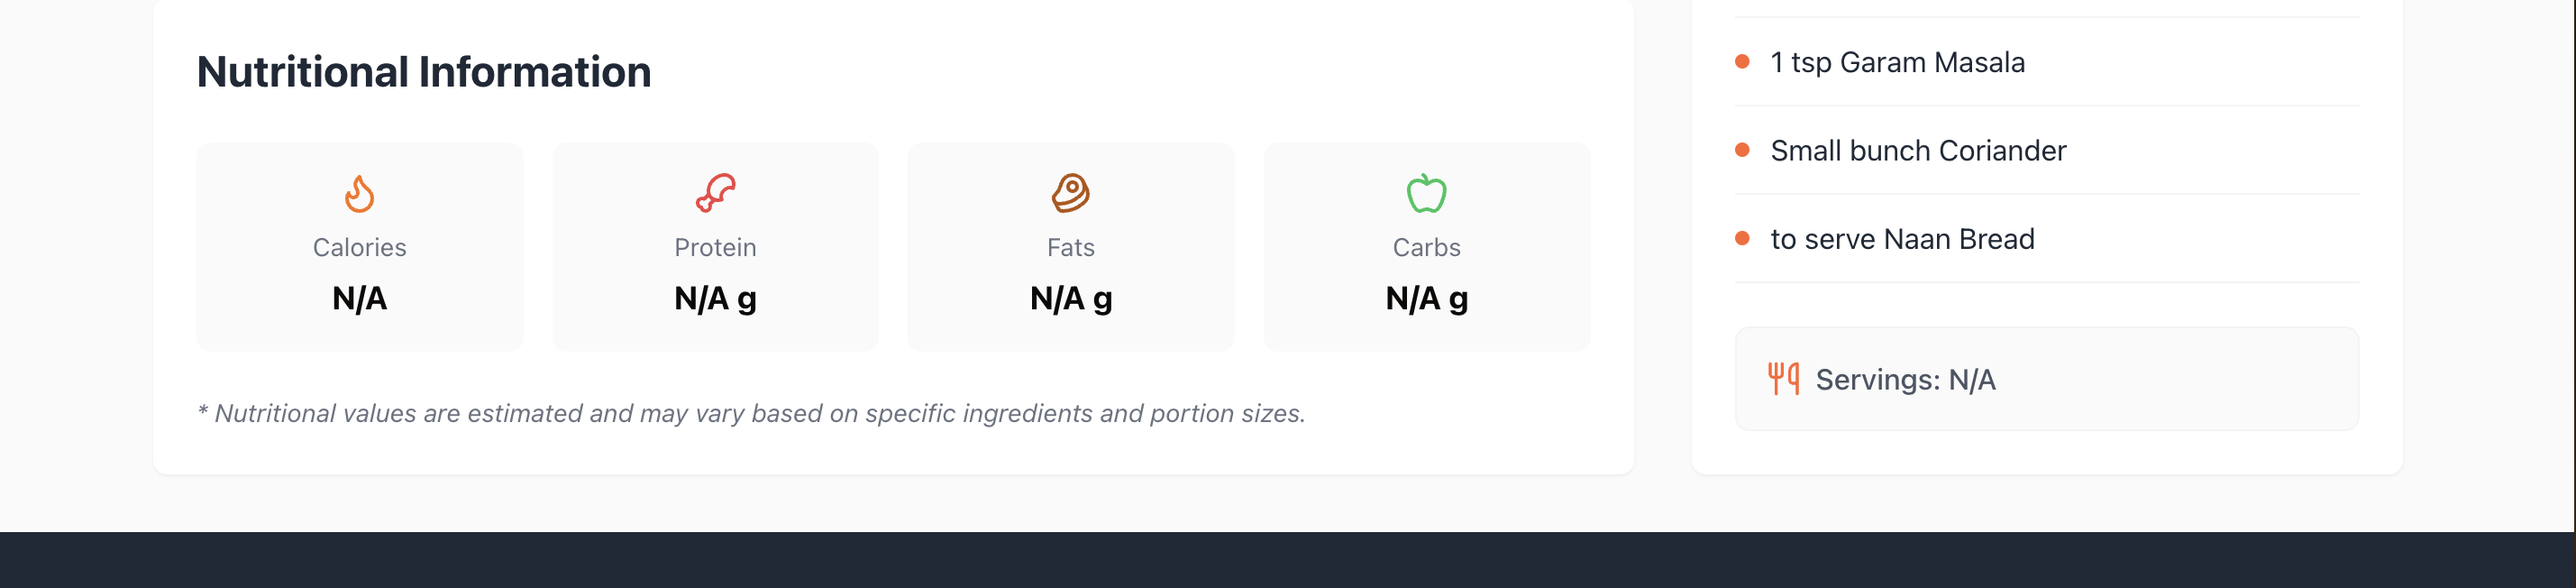 Nutritional Information
Calories
N/A
Protein
N/A g
Fats
N/A g
Carbs
N/A g
* Nutritional values are estimated and may vary based on specific ingredients and portion sizes.
1 tsp Garam Masala
Small bunch Coriander
to serve Naan Bread
Servings: N/A